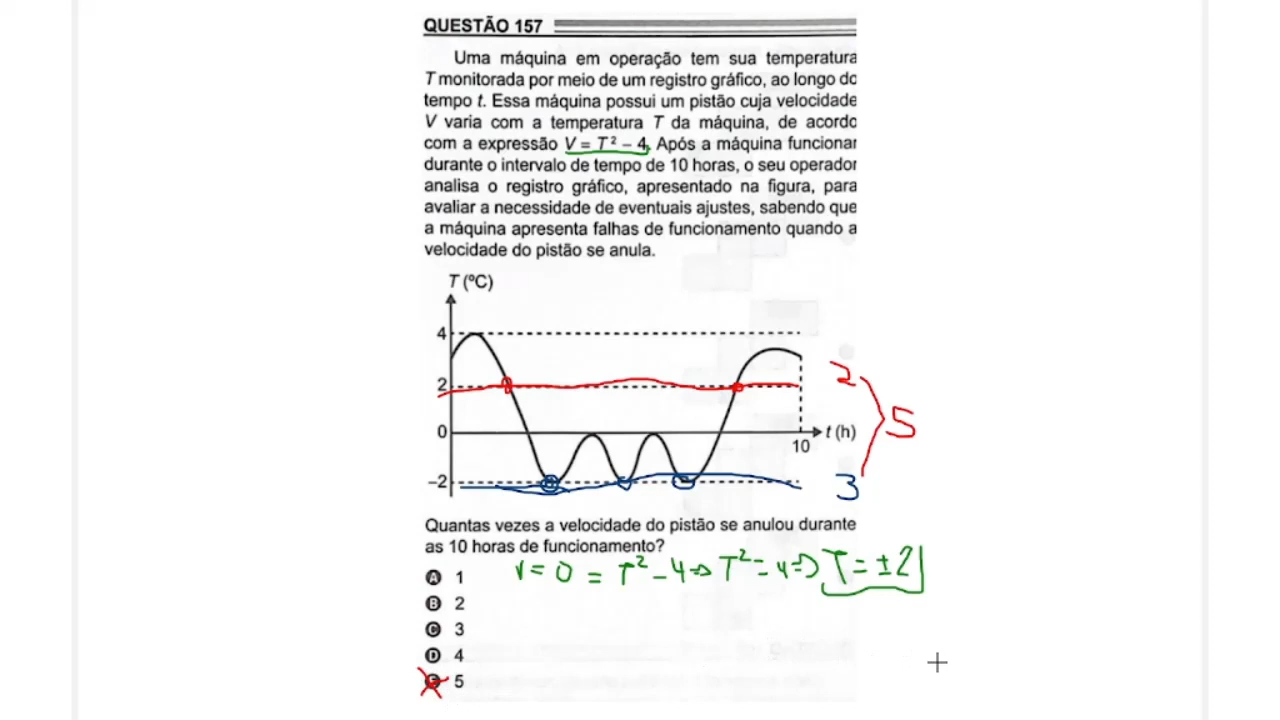 QUESTÃO 157
Uma máquina em operação tem sua temperatura
T monitorada por meio de um registro gráfico, ao longo do
tempo t. Essa máquina possui um pistão cuja velocidade
V varia com a temperatura T da máquina, de acordo
com a expressão V = T² – 4. Após a máquina funcionar
durante o intervalo de tempo de 10 horas, o seu operador
analisa o registro gráfico, apresentado na figura, para
avaliar a necessidade de eventuais ajustes, sabendo que
a máquina apresenta falhas de funcionamento quando a
velocidade do pistão se anula.
T (ºC)
4
2
2
5
0
t (h)
10
–2
3
Quantas vezes a velocidade do pistão se anulou durante
as 10 horas de funcionamento?
V = 0 = T² – 4 => T² = 4 => T = ±2
A 1
B 2
C 3
D 4
E 5